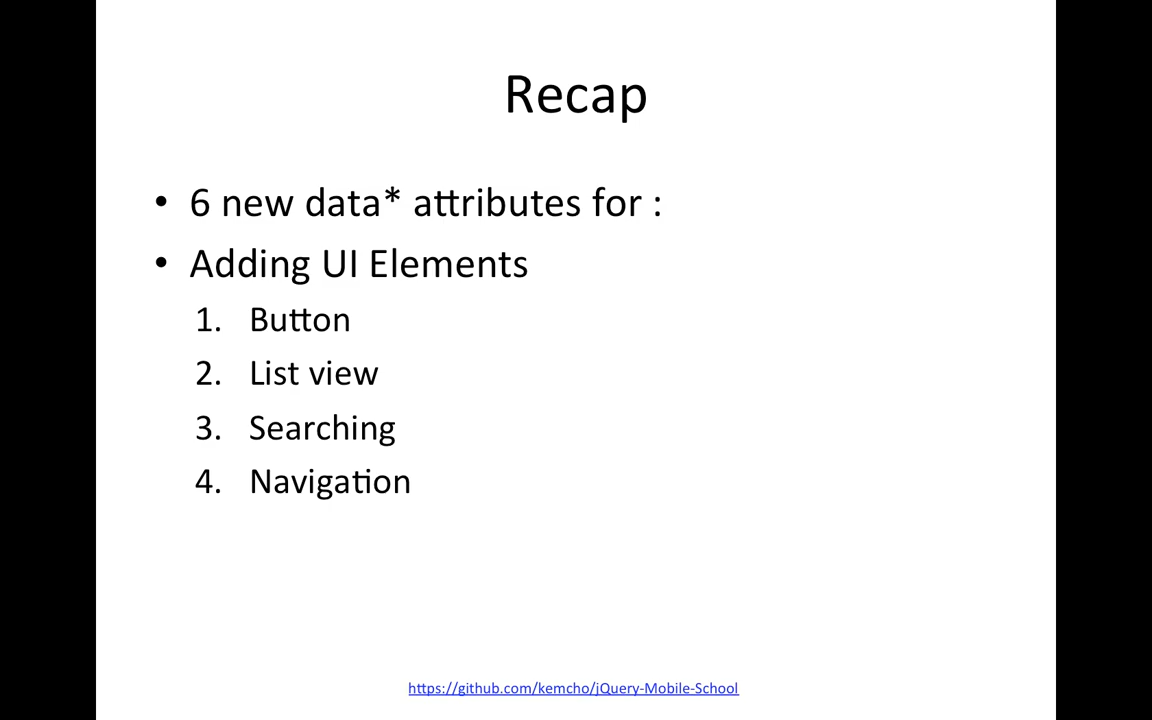 Recap
• 6 new data* attributes for :
• Adding UI Elements
1. Button
2. List view
3. Searching
4. Navigation
https://github.com/kemcho/jQuery-Mobile-School